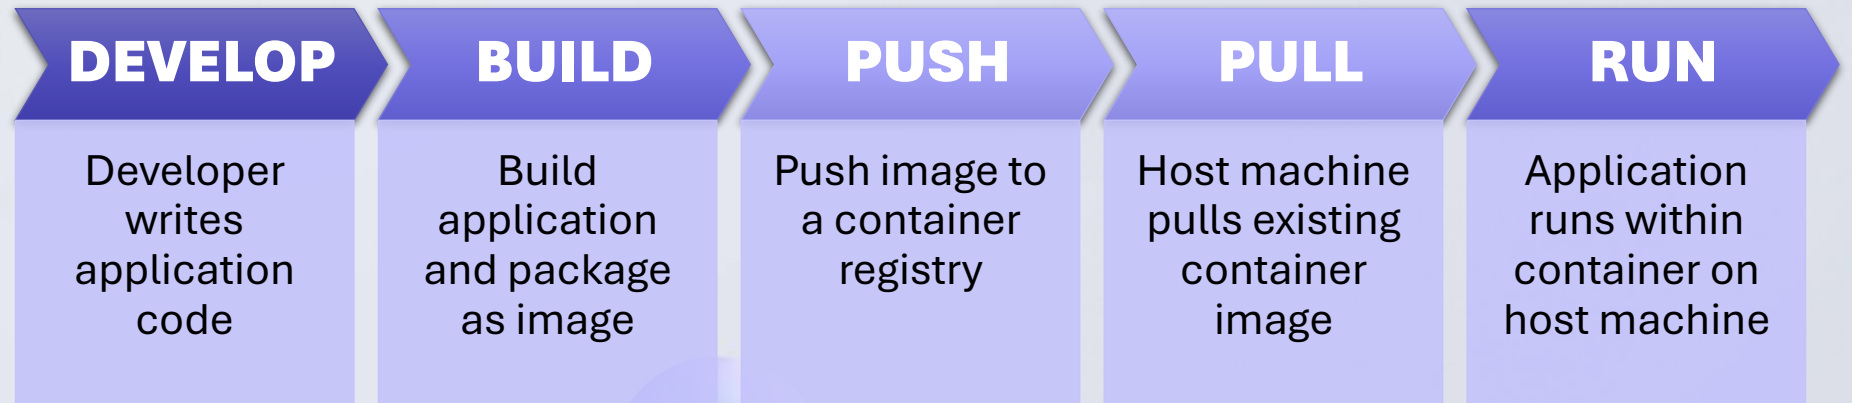 DEVELOP
Developer
writes
application
code
BUILD
Build
application
and package
as image
PUSH
Push image to
a container
registry
PULL
Host machine
pulls existing
container
image
RUN
Application
runs within
container on
host machine